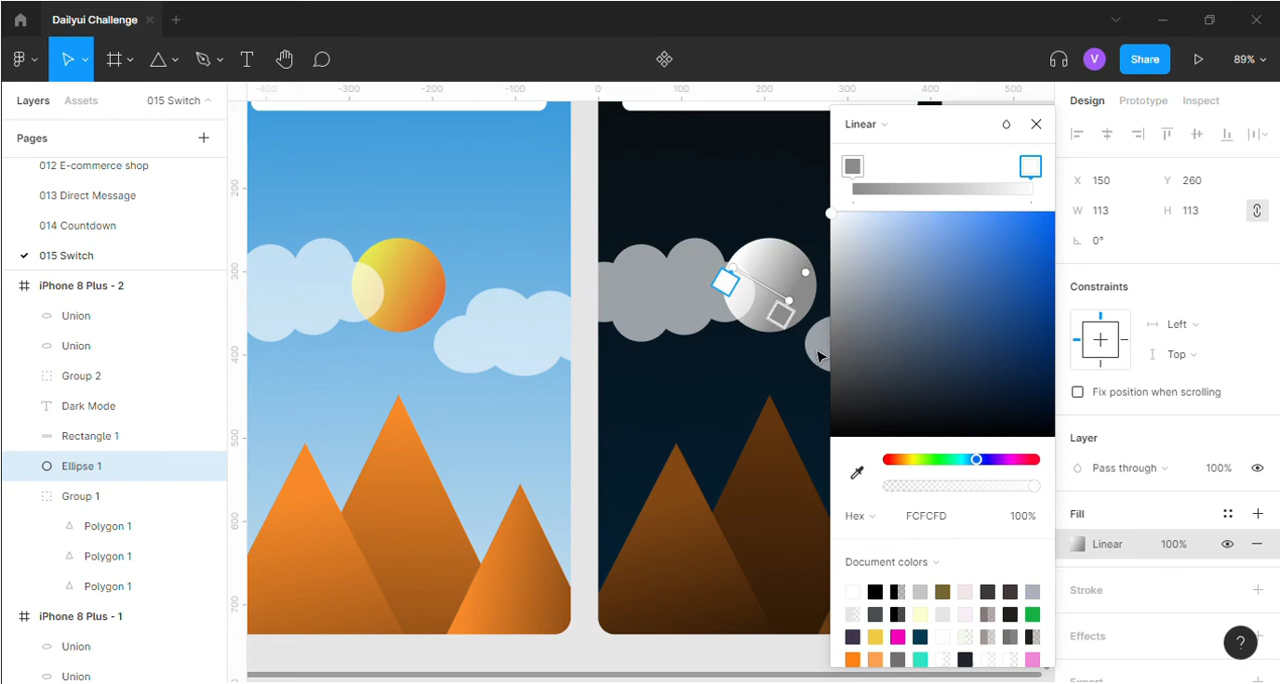 Dailyui Challenge
Share
V
89%
Layers
Assets
015 Switch
Pages
012 E-commerce shop
013 Direct Message
014 Countdown
015 Switch
iPhone 8 Plus - 2
Union
Union
Group 2
Dark Mode
Rectangle 1
Ellipse 1
Group 1
Polygon 1
Polygon 1
Polygon 1
iPhone 8 Plus - 1
Union
Union
-400 -300 -200 -100 0 100 200 300 400 500
200
300
400
500
600
700
Linear
Hex FCFCFD 100%
Document colors
Design
Prototype
Inspect
X 150 Y 260
W 113 H 113
0°
Constraints
Left
Top
Fix position when scrolling
Layer
Pass through 100%
Fill
Linear 100%
Stroke
Effects
?
Export